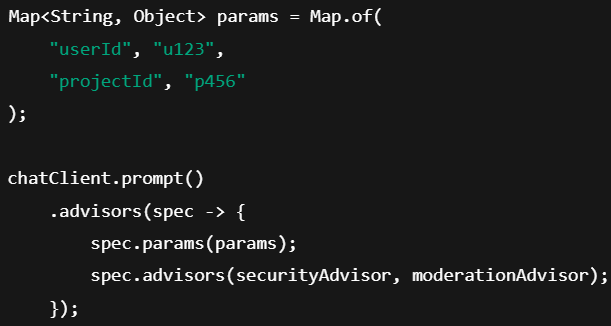 Map<String, Object> params = Map.of(
    "userId", "u123",
    "projectId", "p456"
);

chatClient.prompt()
    .advisors(spec -> {
        spec.params(params);
        spec.advisors(securityAdvisor, moderationAdvisor);
    });